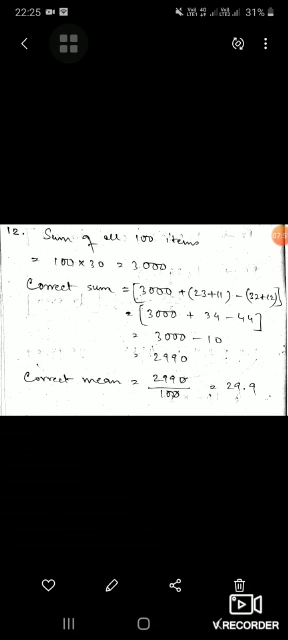 22:25 31%
12. Sum of all 100 items
= 100 × 30 = 3000.
Correct sum = [3000 + (23+11) - (32+12)]
= [3000 + 34 - 44]
= 3000 - 10
= 2990
Correct mean = 2990/100 = 29.9
V.RECORDER